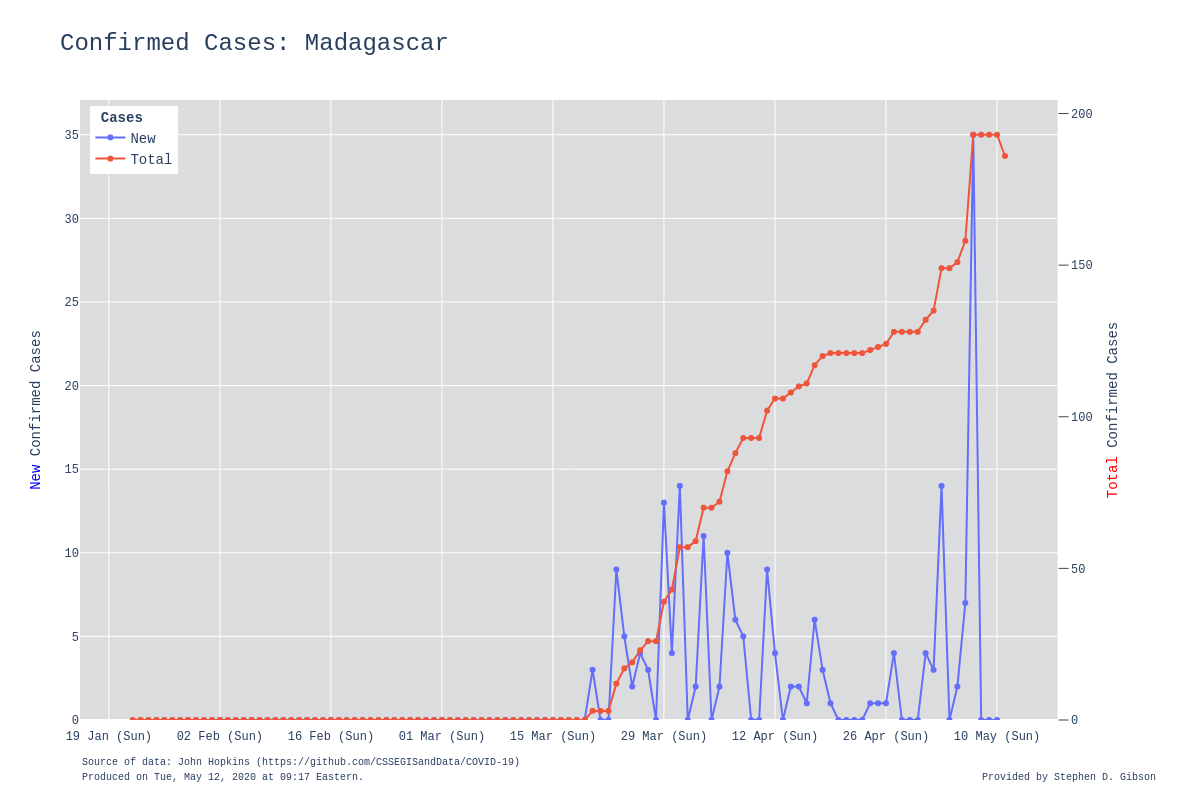 Confirmed Cases: Madagascar
Cases
New
Total
35
30
25
20
15
10
5
0
200
150
100
50
0
New Confirmed Cases
Total Confirmed Cases
19 Jan (Sun) 02 Feb (Sun) 16 Feb (Sun) 01 Mar (Sun) 15 Mar (Sun) 29 Mar (Sun) 12 Apr (Sun) 26 Apr (Sun) 10 May (Sun)
Source of data: John Hopkins (https://github.com/CSSEGISandData/COVID-19)
Produced on Tue, May 12, 2020 at 09:17 Eastern.
Provided by Stephen D. Gibson